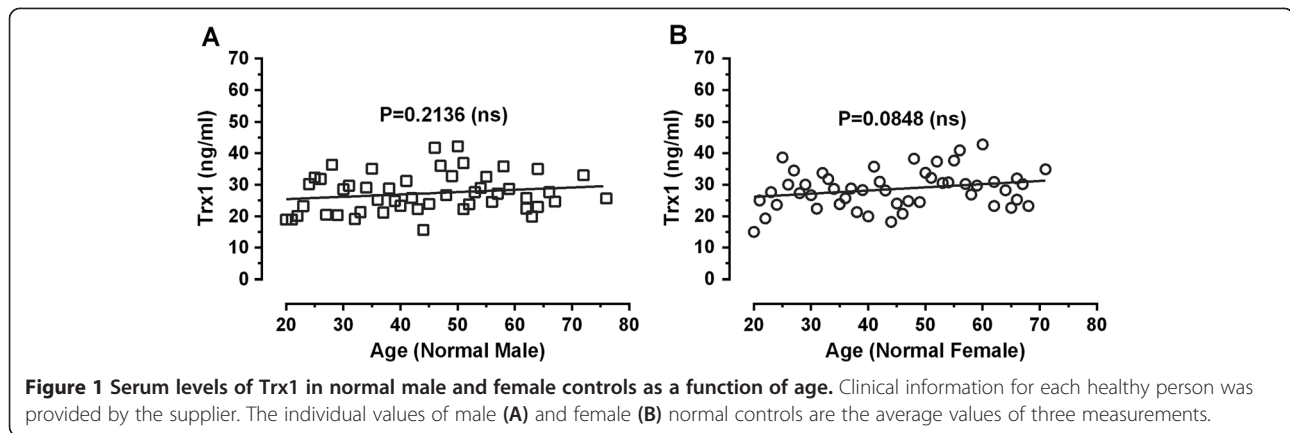 A
70
60
50
40
30
20
10
0
Trx1 (ng/ml)
P=0.2136 (ns)
20 30 40 50 60 70 80
Age (Normal Male)
B
70
60
50
40
30
20
10
0
Trx1 (ng/ml)
P=0.0848 (ns)
20 30 40 50 60 70 80
Age (Normal Female)
Figure 1 Serum levels of Trx1 in normal male and female controls as a function of age. Clinical information for each healthy person was
provided by the supplier. The individual values of male (A) and female (B) normal controls are the average values of three measurements.